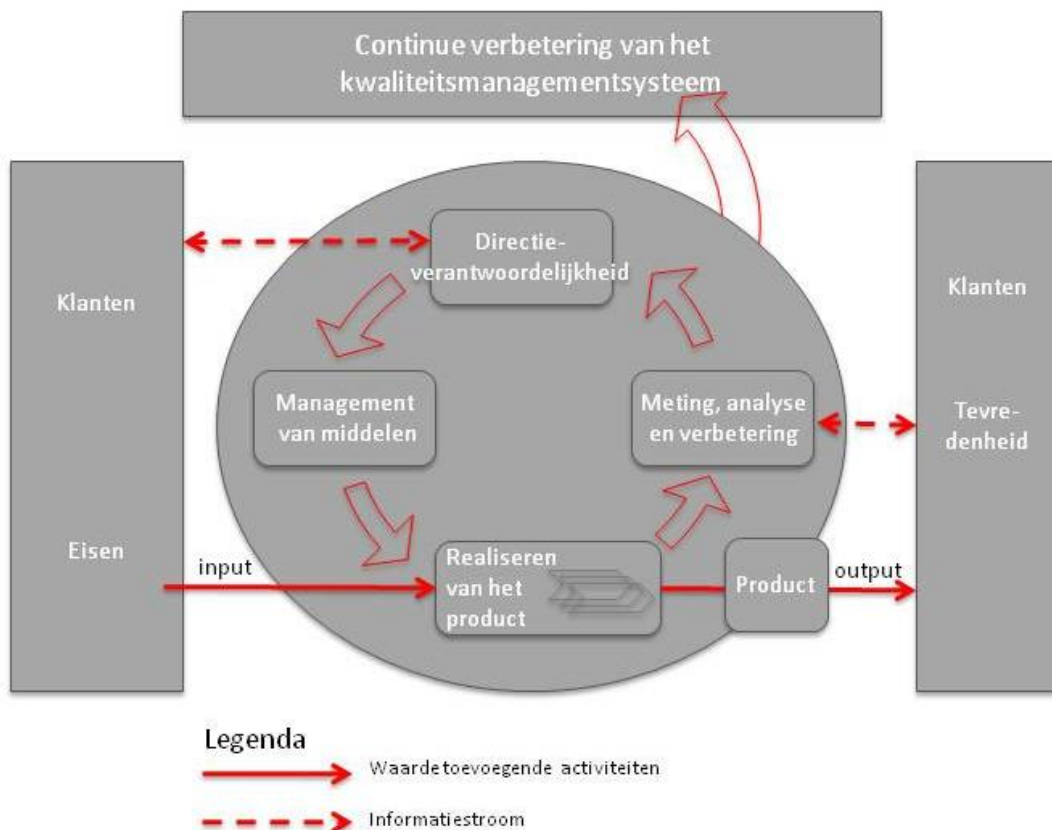 Continue verbetering van het
kwaliteitsmanagementsysteem
Directie-
verantwoordelijkheid
Klanten
Klanten
Management
van middelen
Meting, analyse
en verbetering
Tevre-
denheid
Eisen
input
Realiseren
van het
product
Product
output
Legenda
Waardetoevoegende activiteiten
Informatiestroom